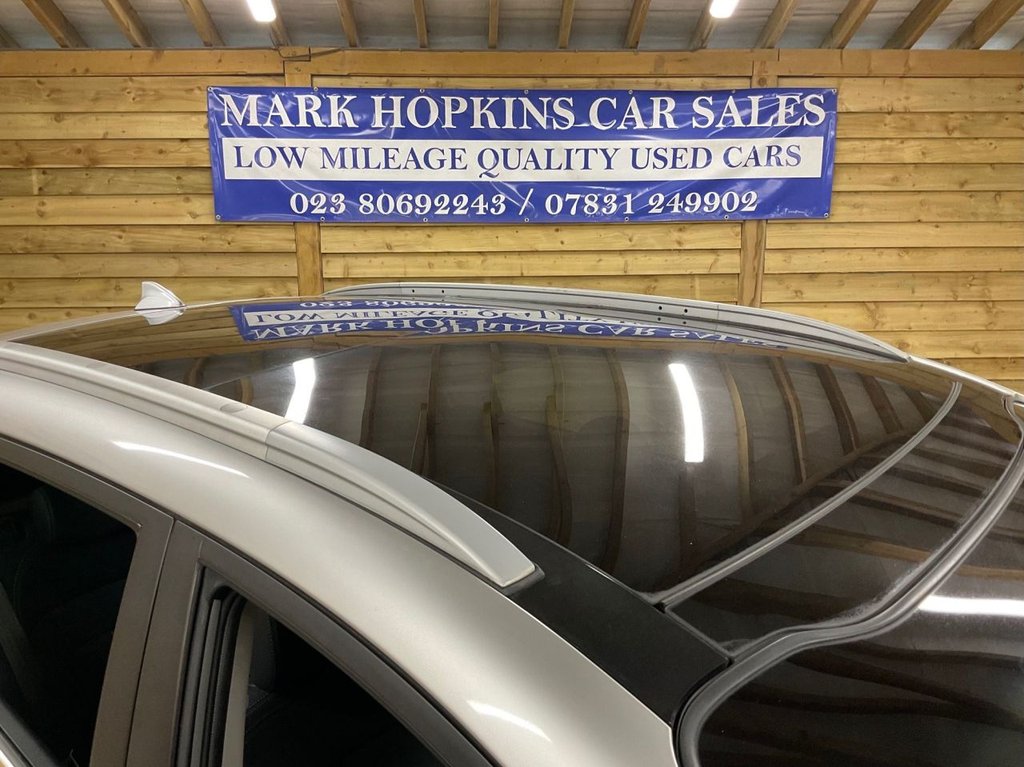 MARK HOPKINS CAR SALES
LOW MILEAGE QUALITY USED CARS
023 80692243 / 07831 249902